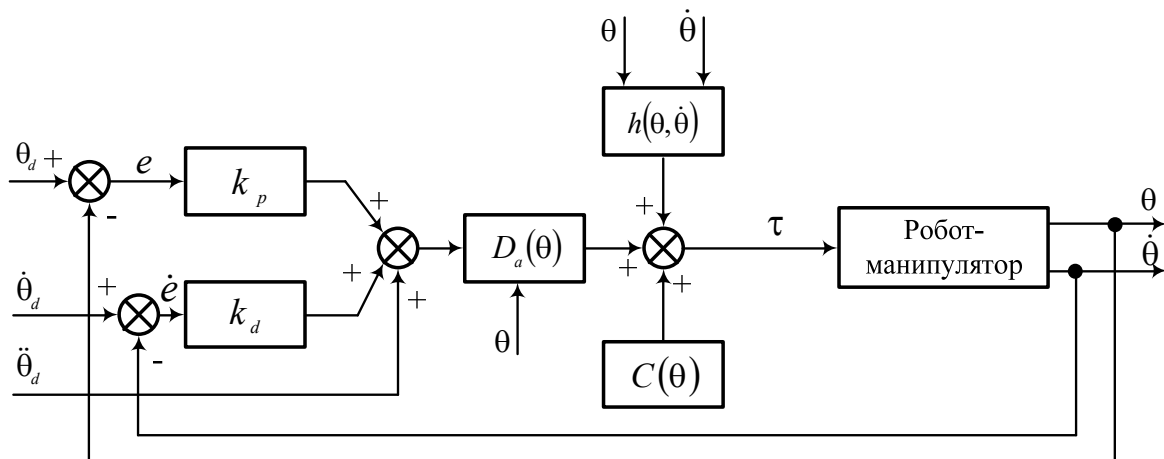 θ θ̇
h(θ, θ̇)
θ_d + e k_p + + τ θ
- Робот-
D_a(θ) манипулятор
θ̇_d + ė k_d + + + + θ̇
- θ C(θ)
θ̈_d